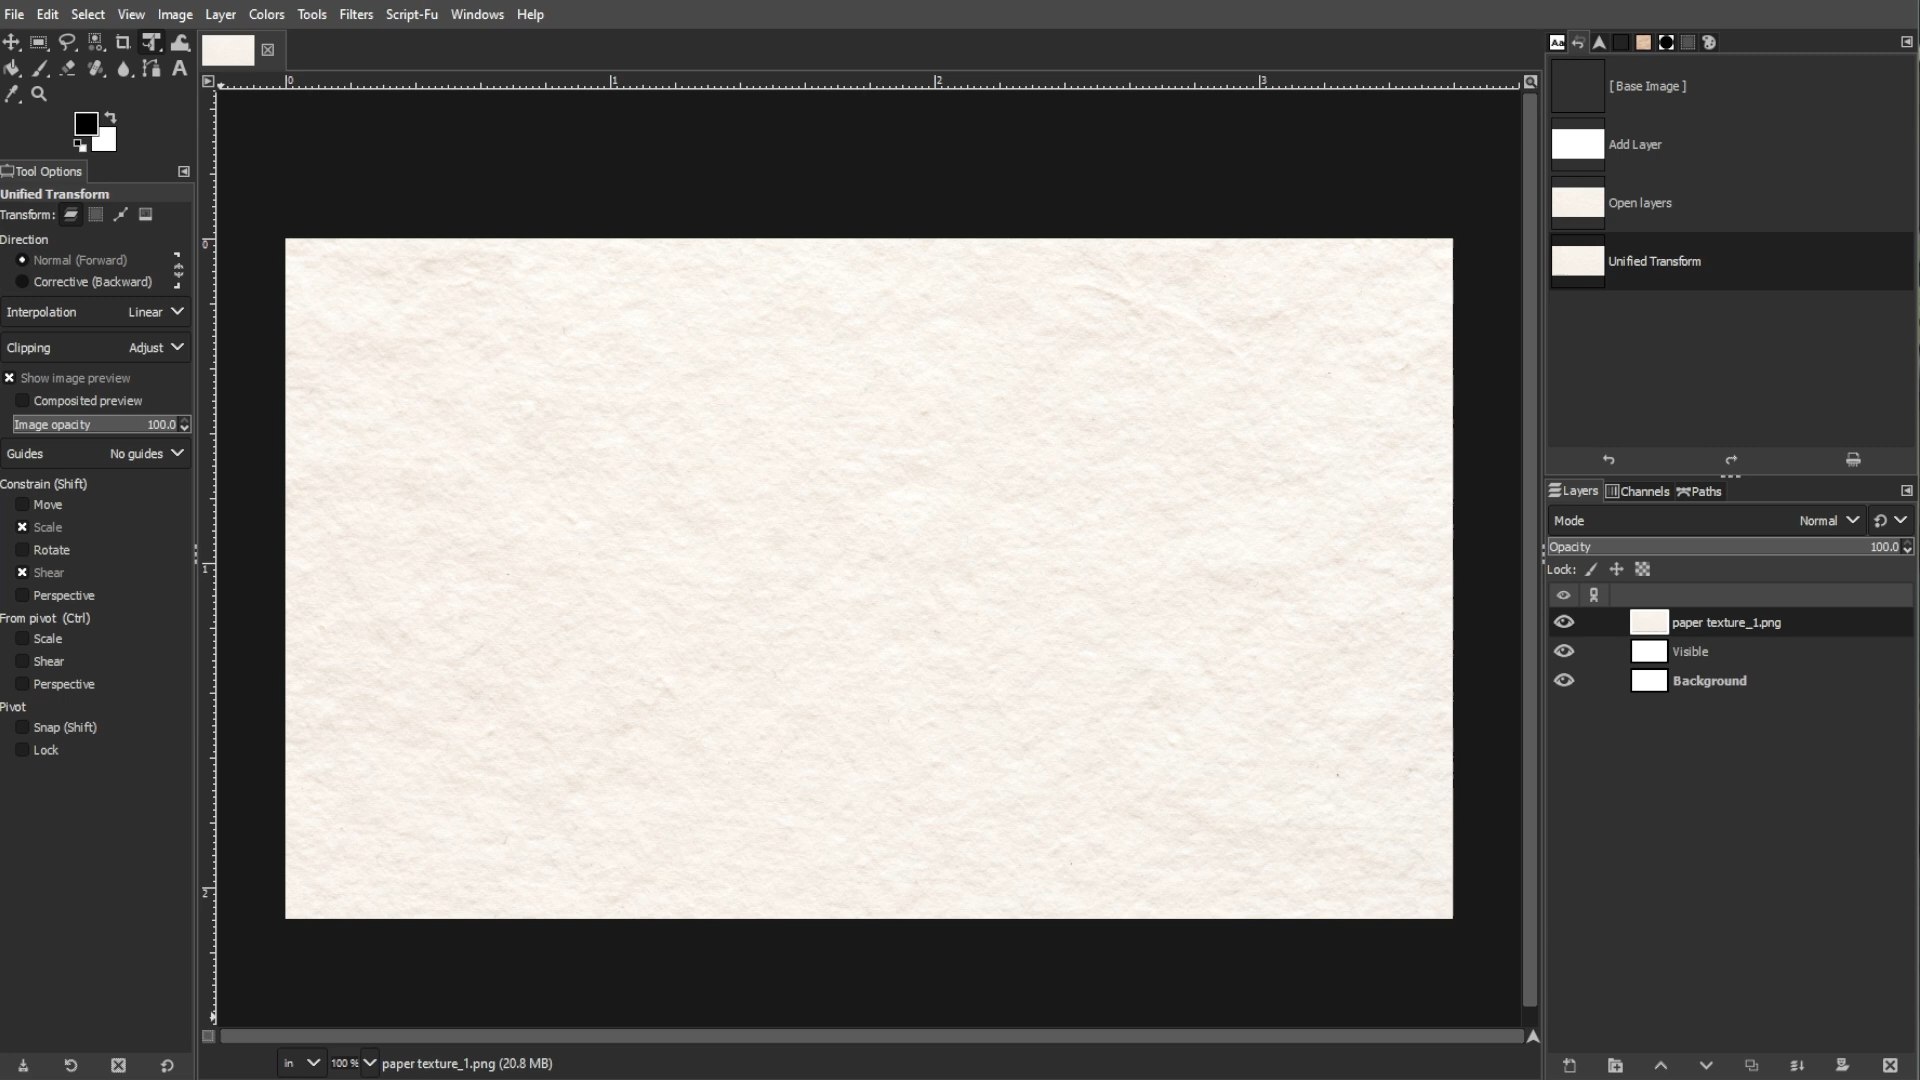 File Edit Select View Image Layer Colors Tools Filters Script-Fu Windows Help
Tool Options
Unified Transform
Transform:
Direction
Normal (Forward)
Corrective (Backward)
Interpolation Linear
Clipping Adjust
Show image preview
Composited preview
Image opacity 100.0
Guides No guides
Constrain (Shift)
Move
Scale
Rotate
Shear
Perspective
From pivot (Ctrl)
Scale
Shear
Perspective
Pivot
Snap (Shift)
Lock
0 1 2 3
0
1
2
in 100 % paper texture_1.png (20.8 MB)
Aa
[ Base Image ]
Add Layer
Open layers
Unified Transform
Layers Channels Paths
Mode Normal
Opacity 100.0
Lock:
paper texture_1.png
Visible
Background